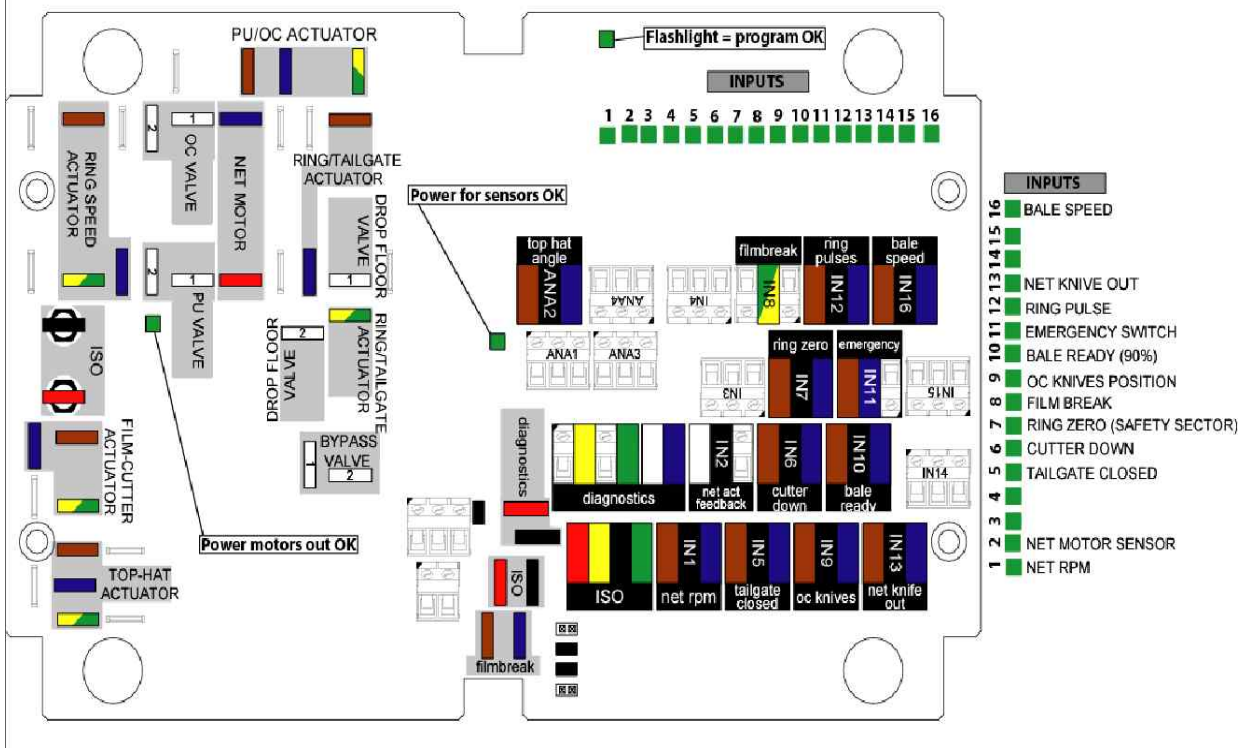 PU/OC ACTUATOR
Flashlight = program OK
INPUTS
1 2 3 4 5 6 7 8 9 10 11 12 13 14 15 16
RING SPEED
ACTUATOR
2
1
OC VALVE
NET MOTOR
RING/TAILGATE
ACTUATOR
Power for sensors OK
DROP FLOOR
VALVE
1
2
1
PU VALVE
ISO
DROP FLOOR
VALVE
2
RING/TAILGATE
ACTUATOR
FILM-CUTTER
ACTUATOR
BYPASS
VALVE
1
2
Power motors out OK
TOP-HAT
ACTUATOR
top hat
angle
ANA2
ANA4
IN4
filmbreak
IN8
ring
pulses
IN12
bale
speed
IN16
ANA1
ANA3
IN3
ring zero
IN7
emergency
IN11
IN15
diagnostics
diagnostics
IN2
net act
feedback
IN6
cutter
down
IN10
bale
ready
IN14
ISO
ISO
IN1
net rpm
IN5
tailgate
closed
IN9
oc knives
IN13
net knife
out
filmbreak
INPUTS
16 BALE SPEED
15
14
13 NET KNIVE OUT
12 RING PULSE
11 EMERGENCY SWITCH
10 BALE READY (90%)
9 OC KNIVES POSITION
8 FILM BREAK
7 RING ZERO (SAFETY SECTOR)
6 CUTTER DOWN
5 TAILGATE CLOSED
4
3
2 NET MOTOR SENSOR
1 NET RPM